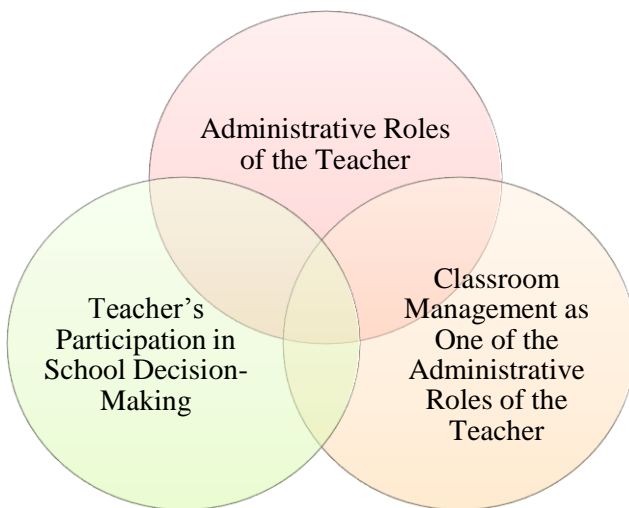 Administrative Roles
of the Teacher
Teacher’s
Participation in
School Decision-
Making
Classroom
Management as
One of the
Administrative
Roles of the
Teacher